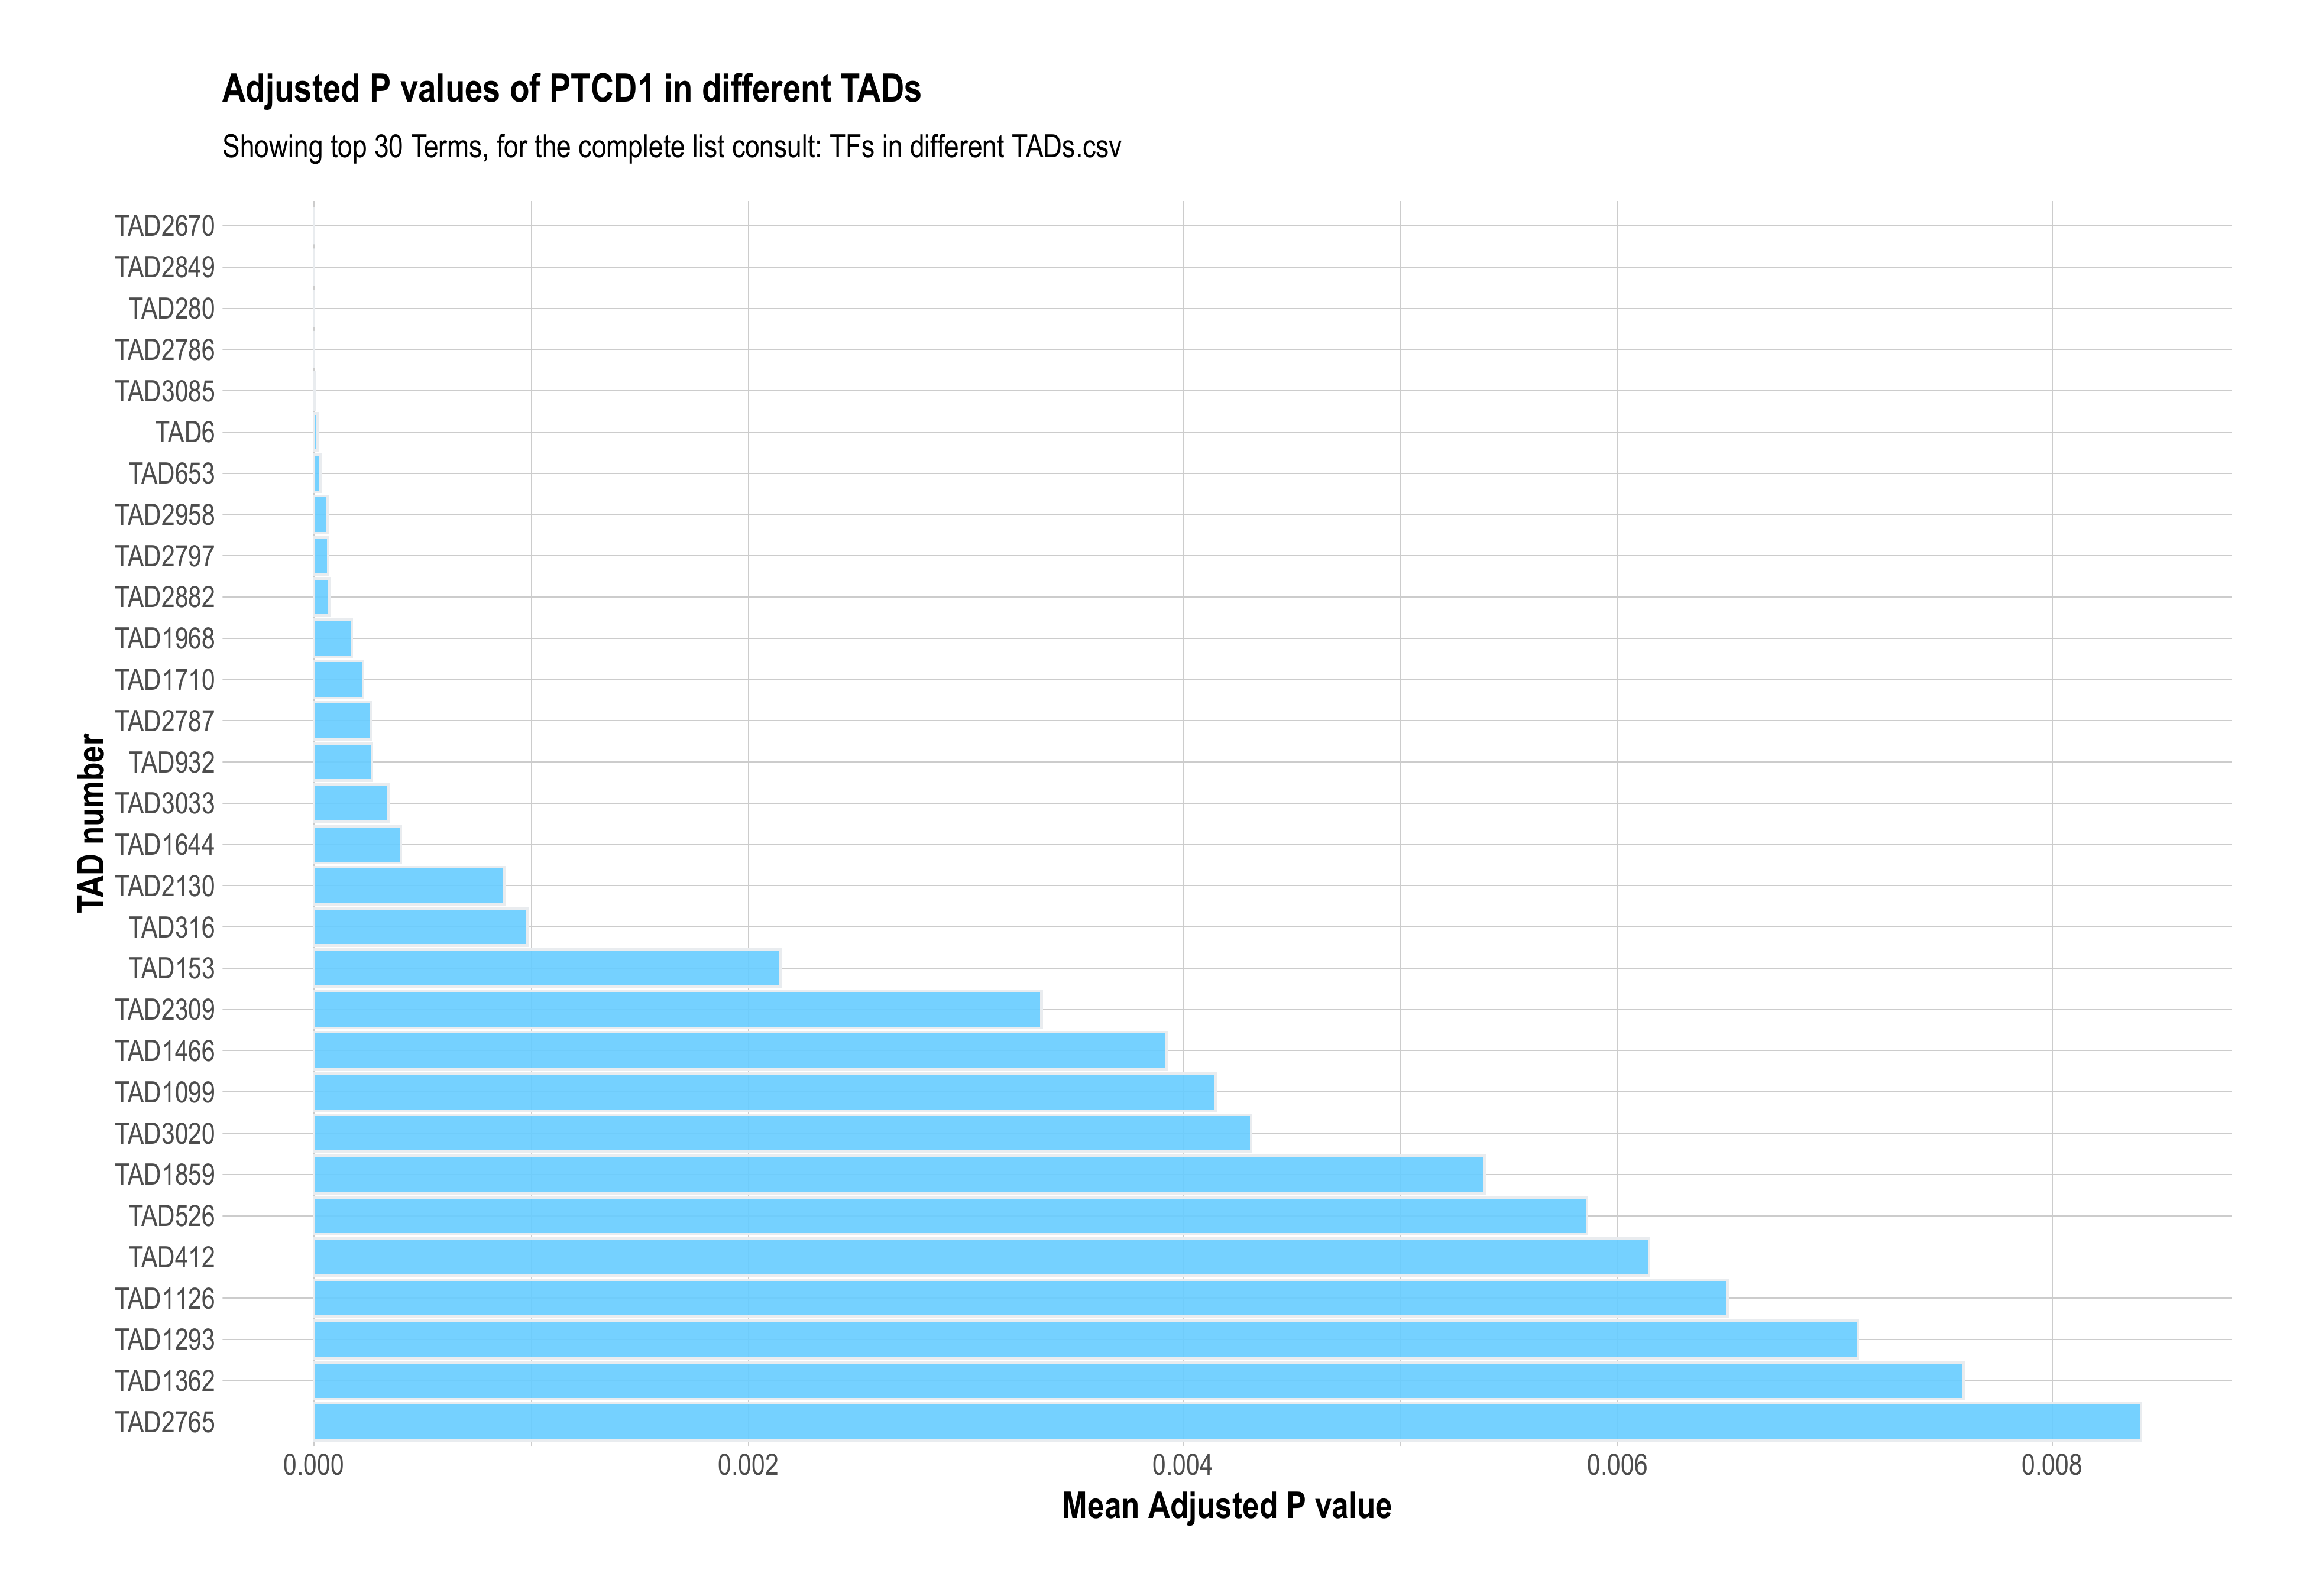 Adjusted P values of PTCD1 in different TADs
Showing top 30 Terms, for the complete list consult: TFs in different TADs.csv
TAD number
TAD2670
TAD2849
TAD280
TAD2786
TAD3085
TAD6
TAD653
TAD2958
TAD2797
TAD2882
TAD1968
TAD1710
TAD2787
TAD932
TAD3033
TAD1644
TAD2130
TAD316
TAD153
TAD2309
TAD1466
TAD1099
TAD3020
TAD1859
TAD526
TAD412
TAD1126
TAD1293
TAD1362
TAD2765
0.000 0.002 0.004 0.006 0.008
Mean Adjusted P value